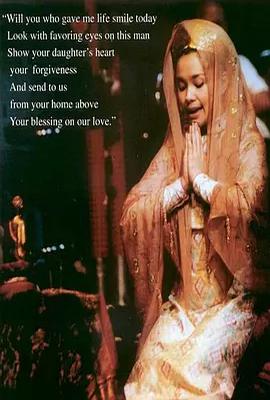 “Will you who gave me life smile today
Look with favoring eyes on this man
Show your daughter’s heart
your forgiveness
And send to us
from your home above
Your blessing on our love.”